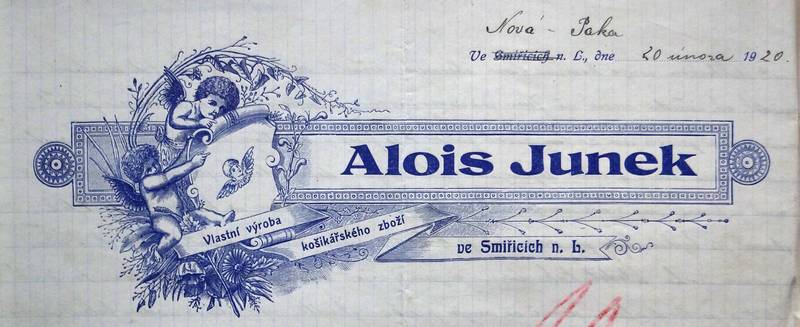 Nová - Paka
Ve Smiřicích n. L., dne 20 února 1920.
Alois Junek
Vlastní výroba
košíkářského zboží
ve Smiřicích n. L.